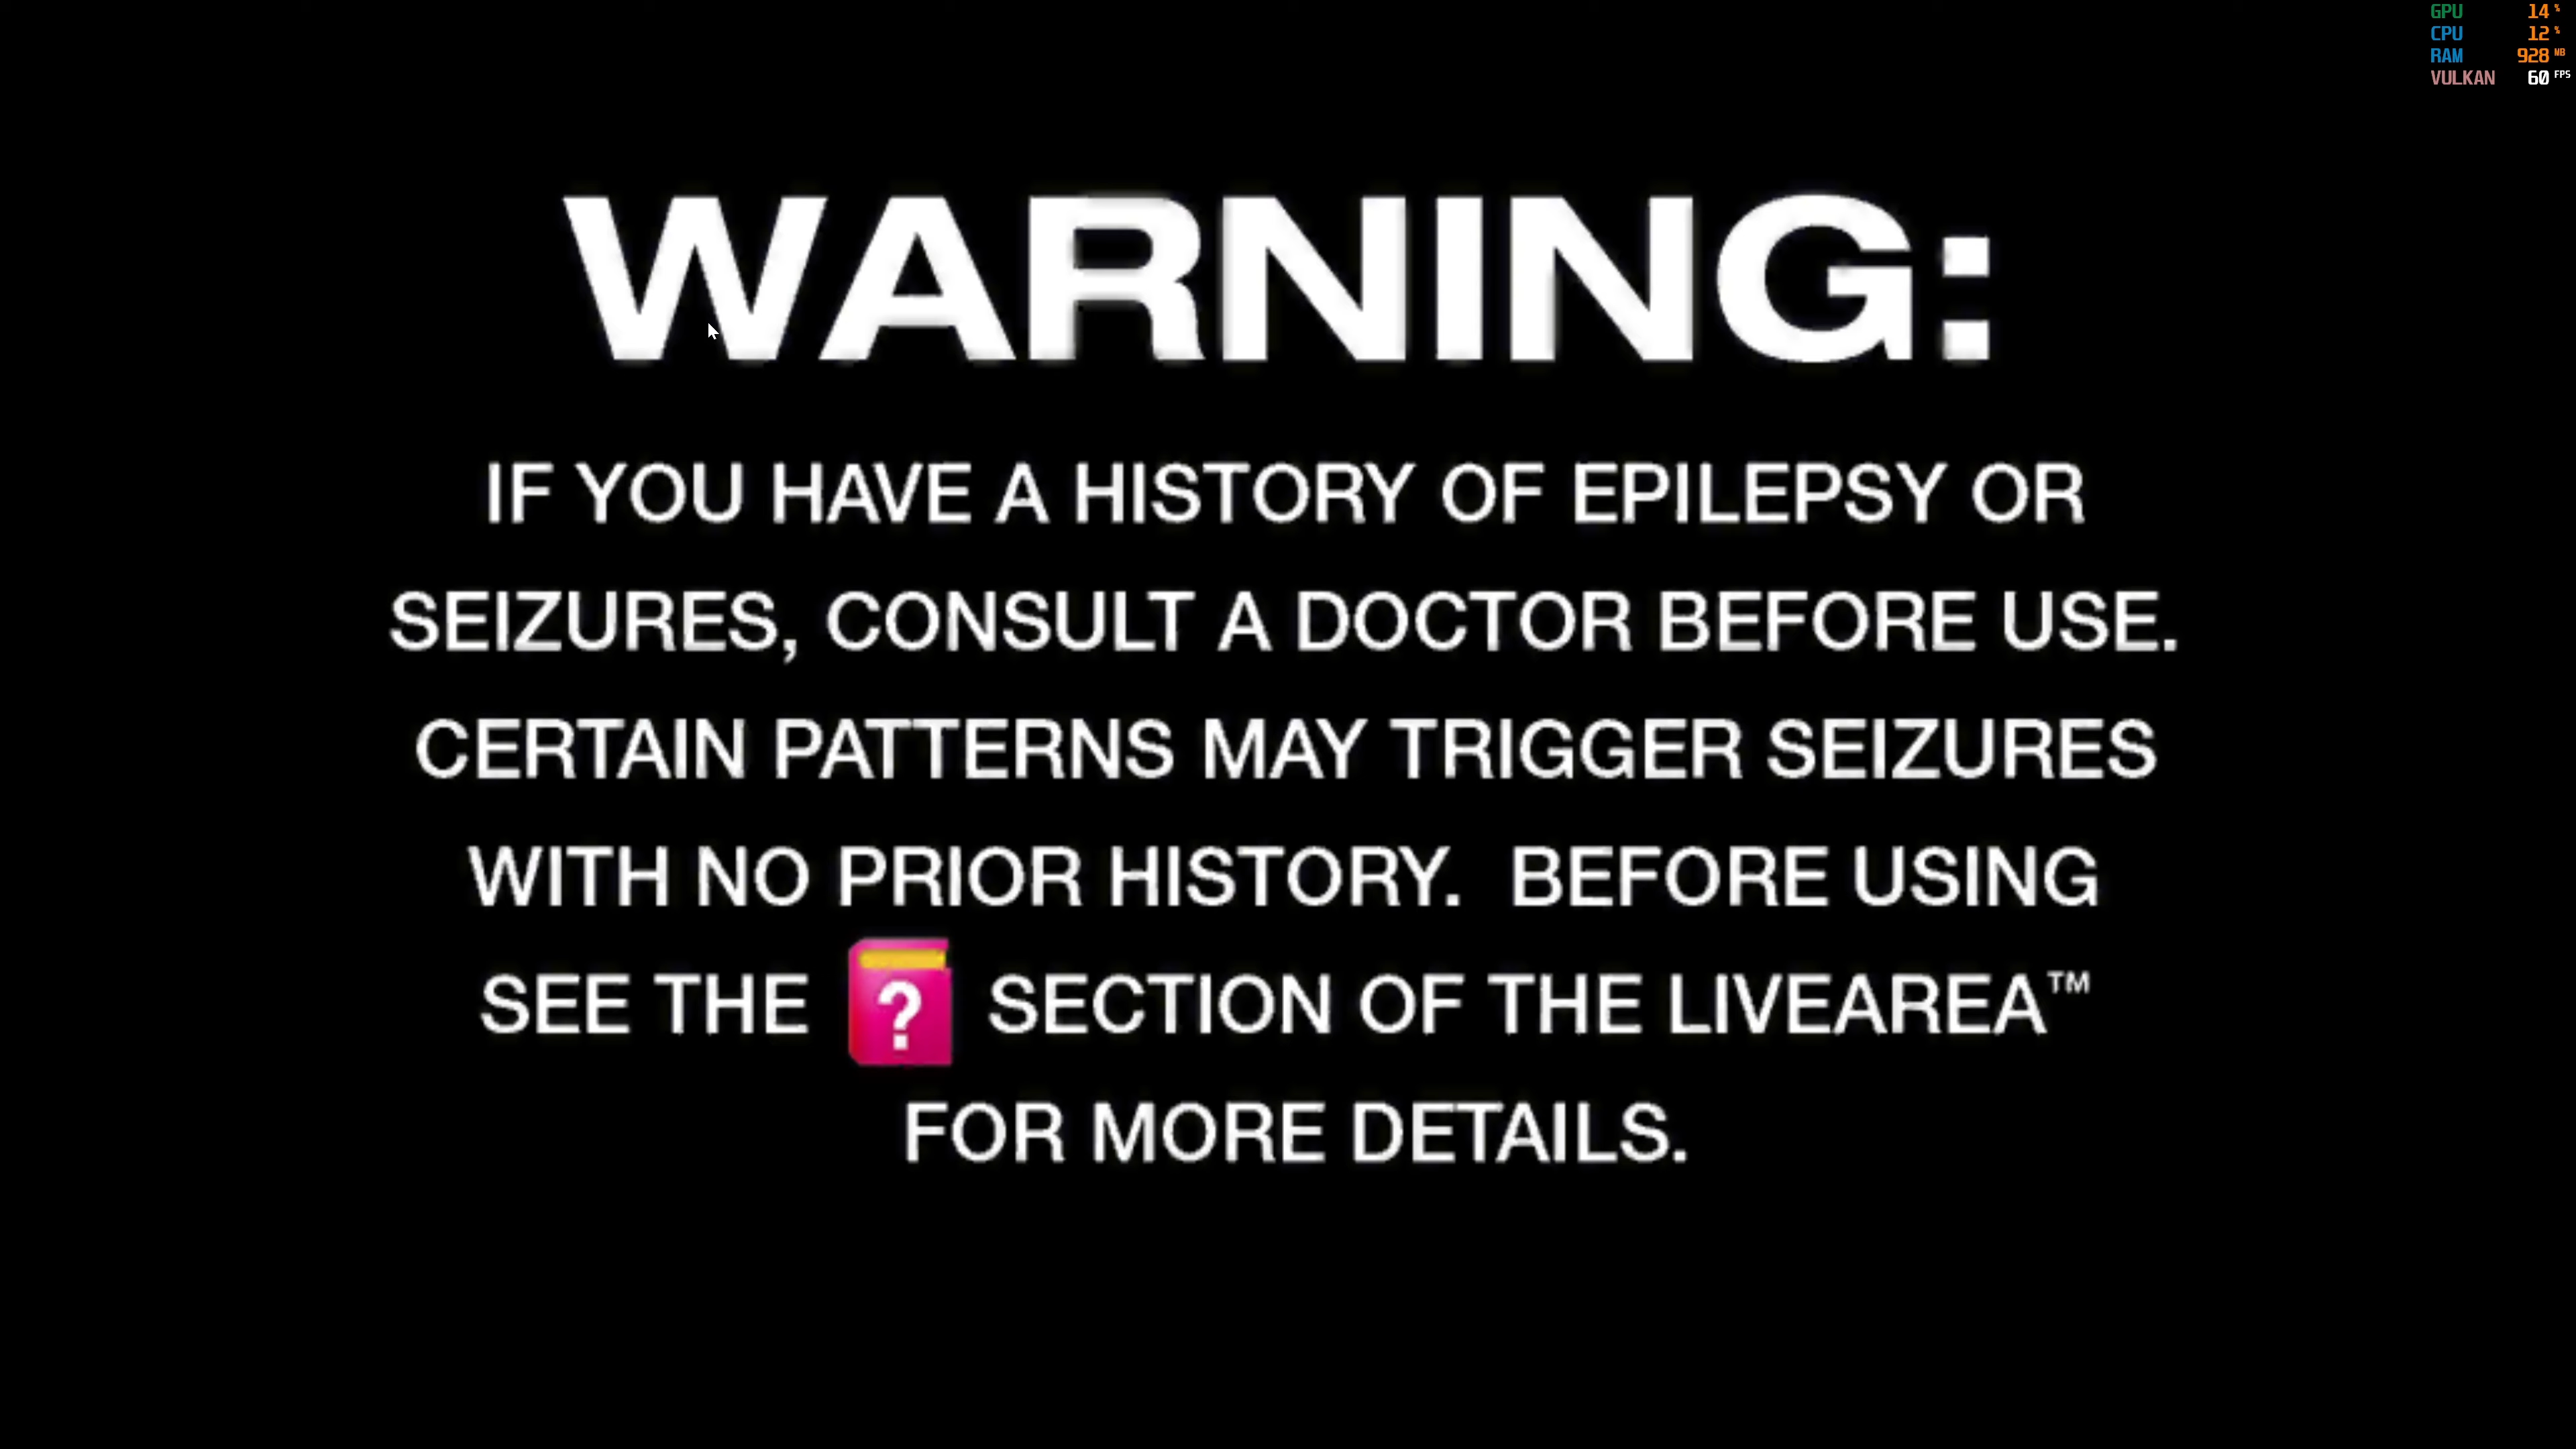 GPU 14 %
CPU 12 %
RAM 928 MB
VULKAN 60 FPS
WARNING:
IF YOU HAVE A HISTORY OF EPILEPSY OR
SEIZURES, CONSULT A DOCTOR BEFORE USE.
CERTAIN PATTERNS MAY TRIGGER SEIZURES
WITH NO PRIOR HISTORY.  BEFORE USING
SEE THE ? SECTION OF THE LIVEAREA™
FOR MORE DETAILS.